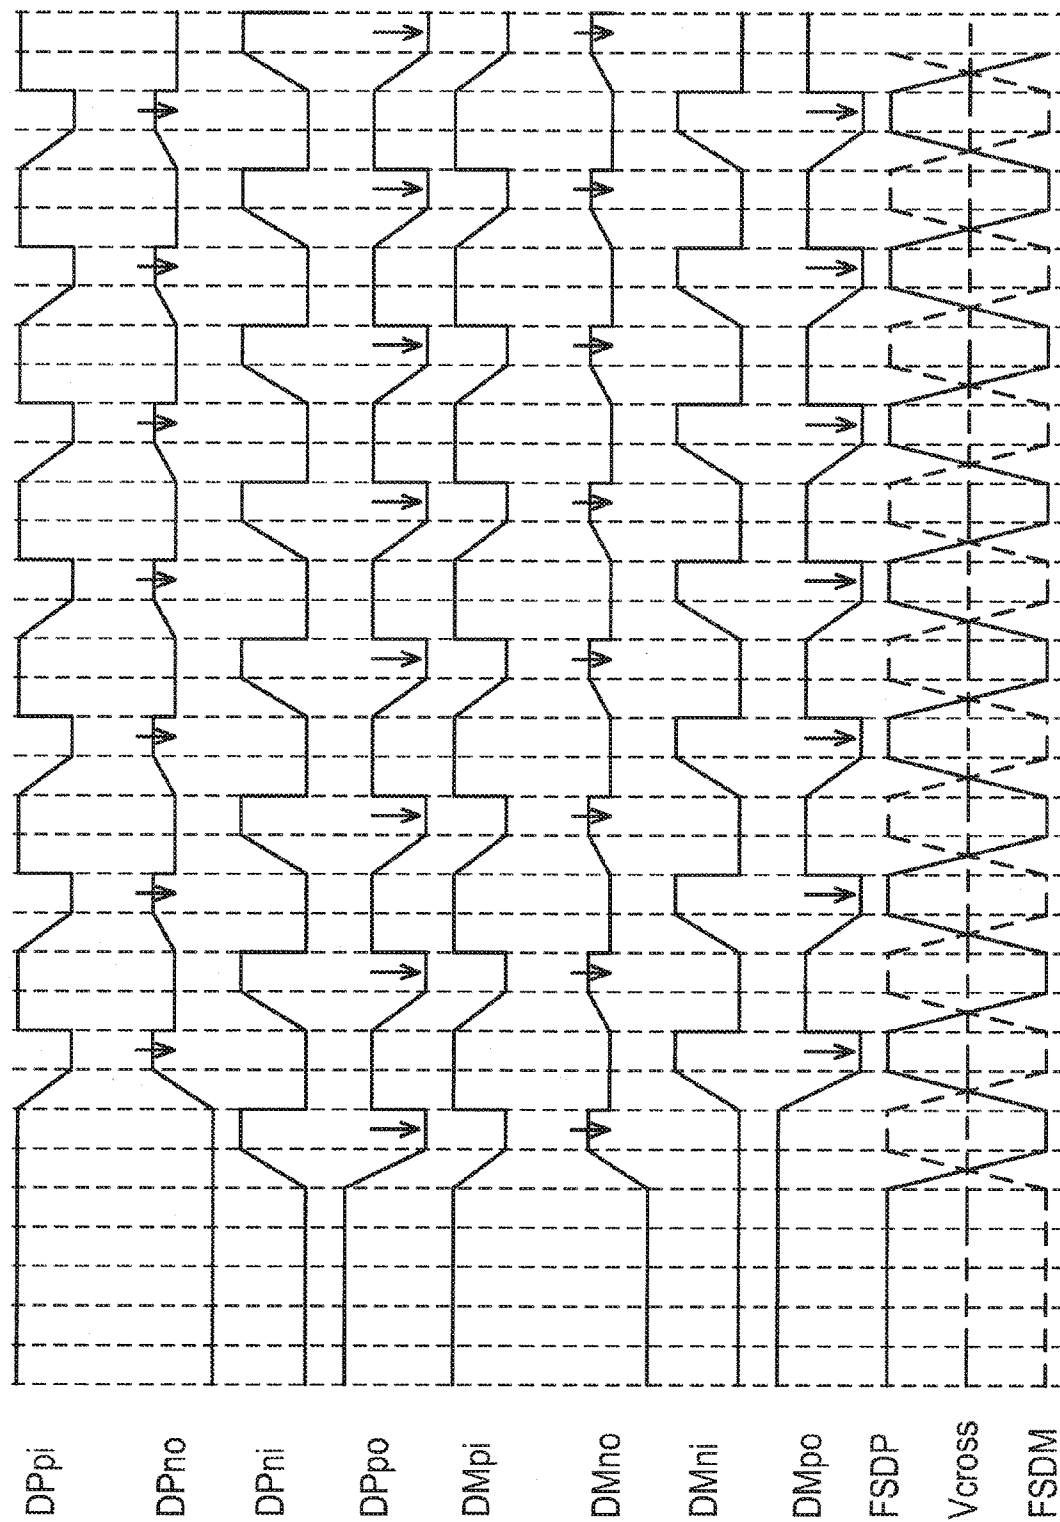 DPpi
DPno
DPni
DPpo
DMpi
DMno
DMni
DMpo
FSDP
Vcross
FSDM